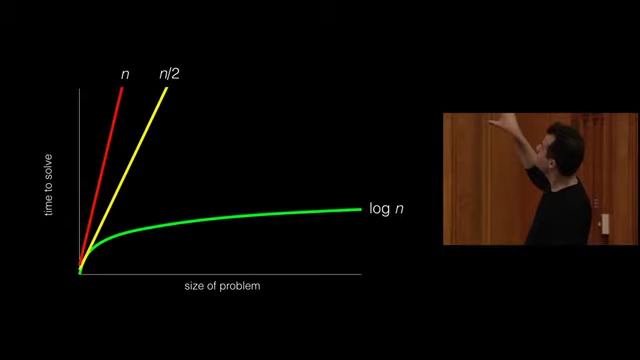 n
n/2
time to solve
log n
size of problem